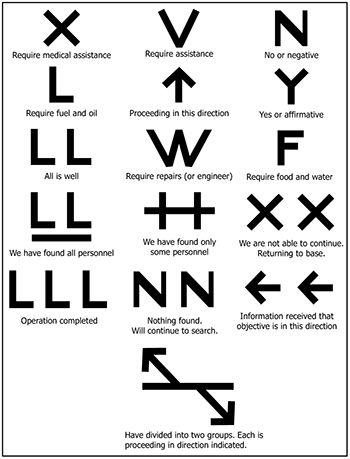 X
V
N
Require medical assistance
Require assistance
No or negative
L
Y
Require fuel and oil
Proceeding in this direction
Yes or affirmative
LL
W
F
All is well
Require repairs (or engineer)
Require food and water
LL
XX
We have found all personnel
We have found only
some personnel
We are not able to continue.
Returning to base.
LLL
NN
Operation completed
Nothing found.
Will continue to search.
Information received that
objective is in this direction
Have divided into two groups. Each is
proceeding in direction indicated.